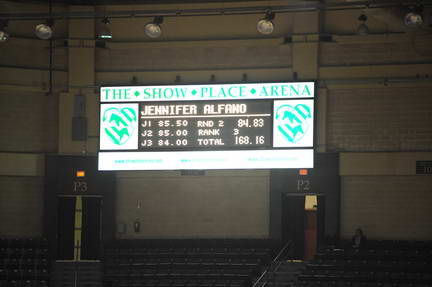 THE • SHOW • PLACE • ARENA
JENNIFER ALFANO
J1 85.50 RND 2 84.83
J2 85.00 RANK 3
J3 84.00 TOTAL 168.16
P3
P2